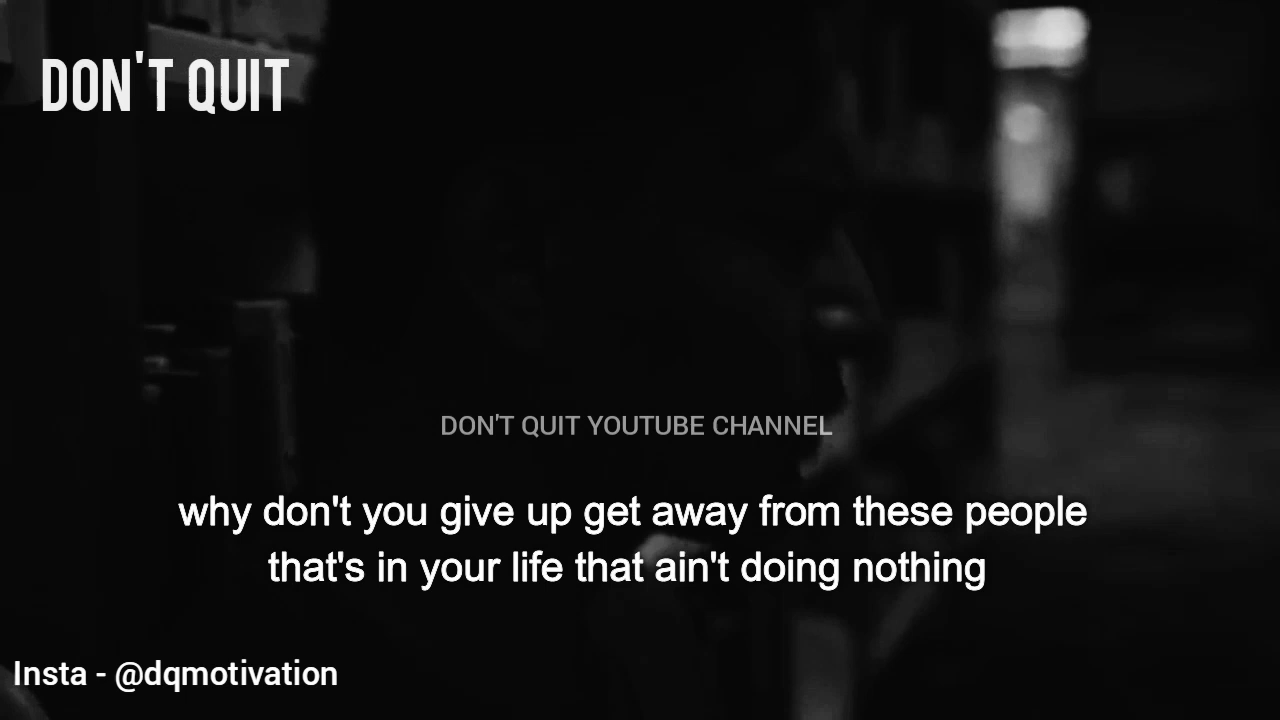 DON'T QUIT
DON'T QUIT YOUTUBE CHANNEL
why don't you give up get away from these people
that's in your life that ain't doing nothing
Insta - @dqmotivation